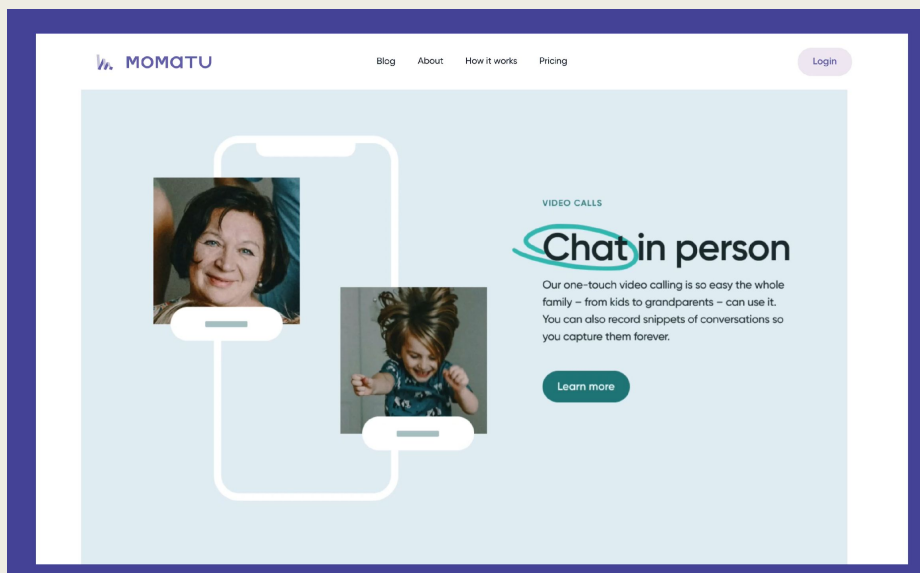 MOMATU
Blog
About
How it works
Pricing
Login
VIDEO CALLS
Chat in person
Our one-touch video calling is so easy the whole
family – from kids to grandparents – can use it.
You can also record snippets of conversations so
you capture them forever.
Learn more